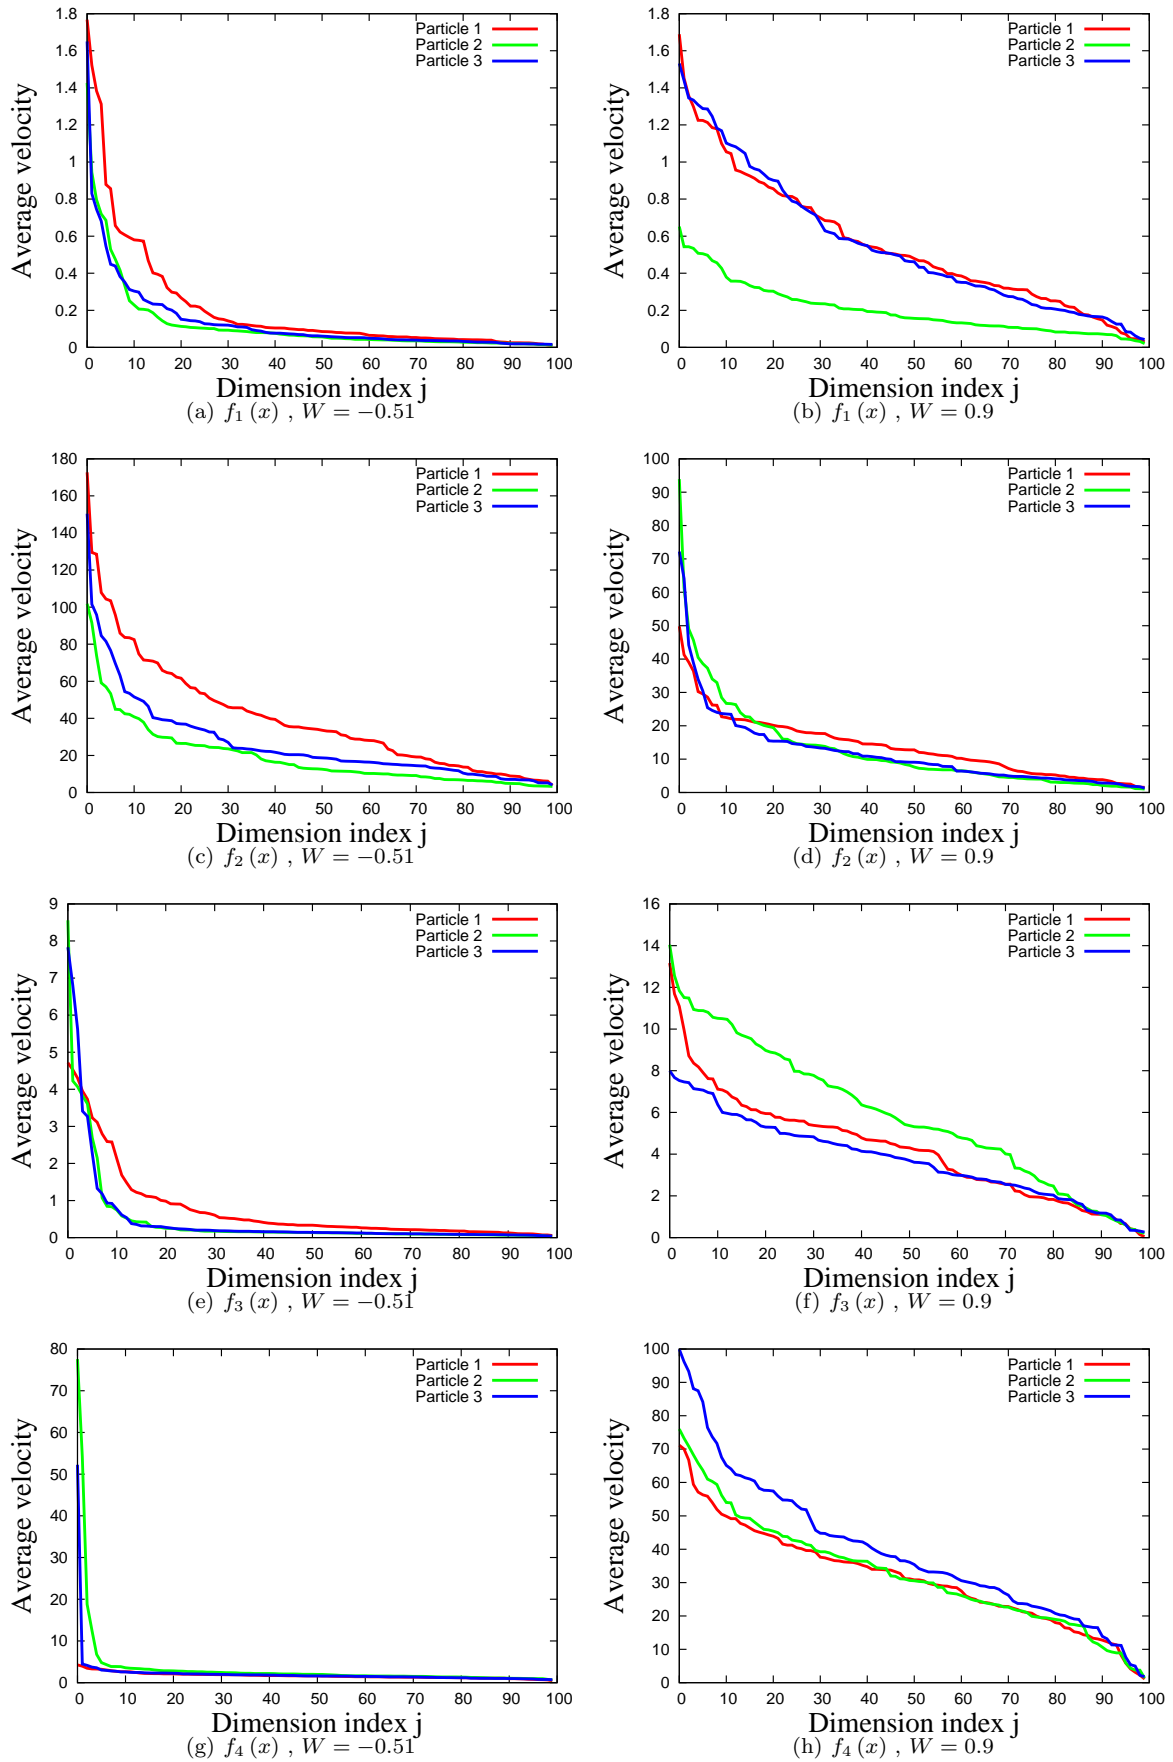 Average velocity
1.8
1.6
1.4
1.2
1
0.8
0.6
0.4
0.2
0
Particle 1
Particle 2
Particle 3
0 10 20 30 40 50 60 70 80 90 100
Dimension index j
(a) f1 (x) , W = −0.51
Average velocity
1.8
1.6
1.4
1.2
1
0.8
0.6
0.4
0.2
0
Particle 1
Particle 2
Particle 3
0 10 20 30 40 50 60 70 80 90 100
Dimension index j
(b) f1 (x) , W = 0.9
Average velocity
180
160
140
120
100
80
60
40
20
0
Particle 1
Particle 2
Particle 3
0 10 20 30 40 50 60 70 80 90 100
Dimension index j
(c) f2 (x) , W = −0.51
Average velocity
100
90
80
70
60
50
40
30
20
10
0
Particle 1
Particle 2
Particle 3
0 10 20 30 40 50 60 70 80 90 100
Dimension index j
(d) f2 (x) , W = 0.9
Average velocity
9
8
7
6
5
4
3
2
1
0
Particle 1
Particle 2
Particle 3
0 10 20 30 40 50 60 70 80 90 100
Dimension index j
(e) f3 (x) , W = −0.51
Average velocity
16
14
12
10
8
6
4
2
0
Particle 1
Particle 2
Particle 3
0 10 20 30 40 50 60 70 80 90 100
Dimension index j
(f) f3 (x) , W = 0.9
Average velocity
80
70
60
50
40
30
20
10
0
Particle 1
Particle 2
Particle 3
0 10 20 30 40 50 60 70 80 90 100
Dimension index j
(g) f4 (x) , W = −0.51
Average velocity
100
90
80
70
60
50
40
30
20
10
0
Particle 1
Particle 2
Particle 3
0 10 20 30 40 50 60 70 80 90 100
Dimension index j
(h) f4 (x) , W = 0.9